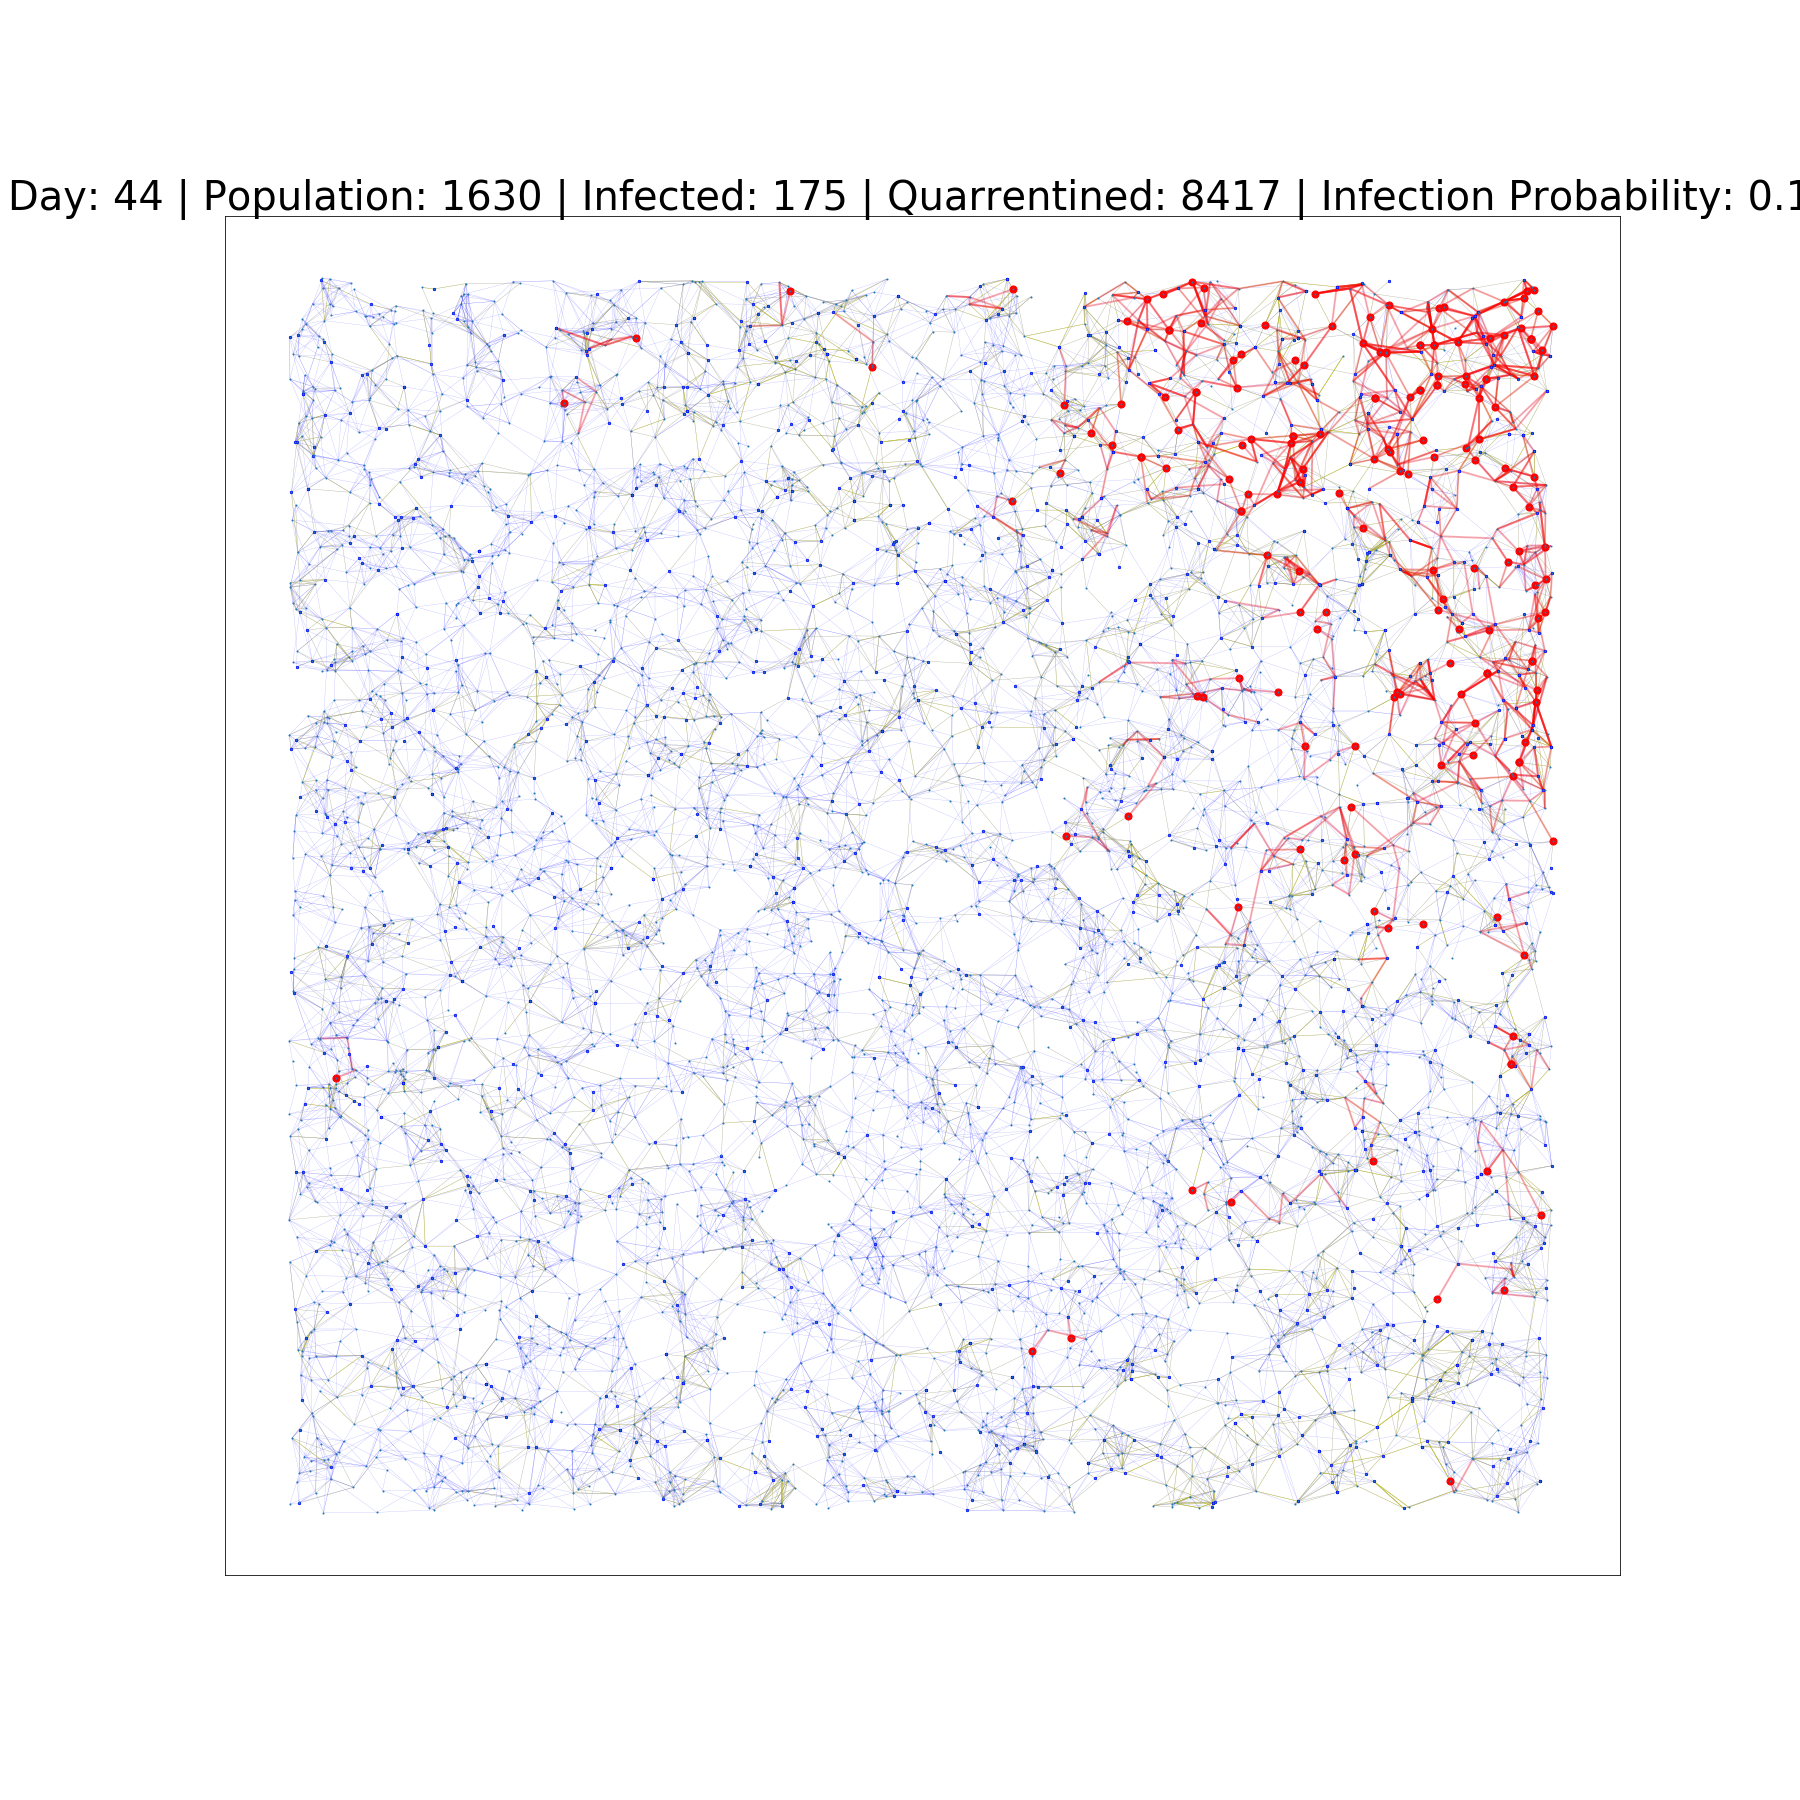 Day: 44 | Population: 1630 | Infected: 175 | Quarrentined: 8417 | Infection Probability: 0.1